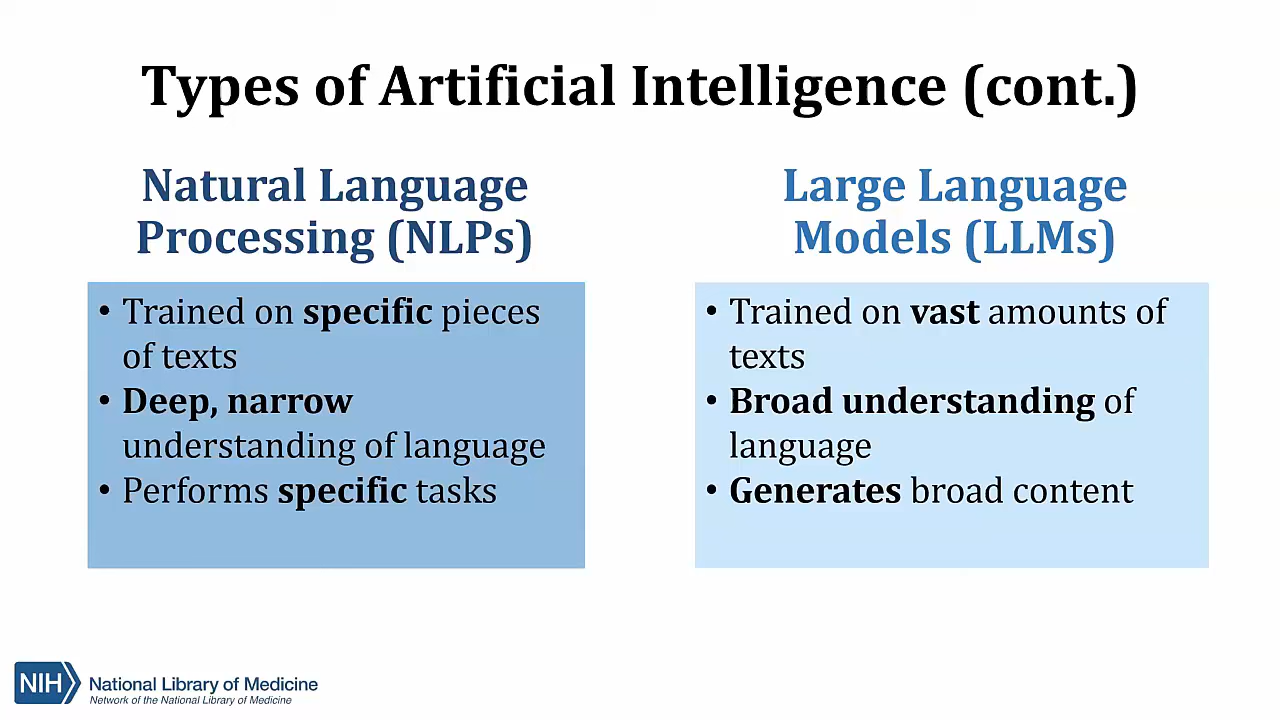 Types of Artificial Intelligence (cont.)
Natural Language
Processing (NLPs)
• Trained on specific pieces
of texts
• Deep, narrow
understanding of language
• Performs specific tasks
Large Language
Models (LLMs)
• Trained on vast amounts of
texts
• Broad understanding of
language
• Generates broad content
NIH
National Library of Medicine
Network of the National Library of Medicine